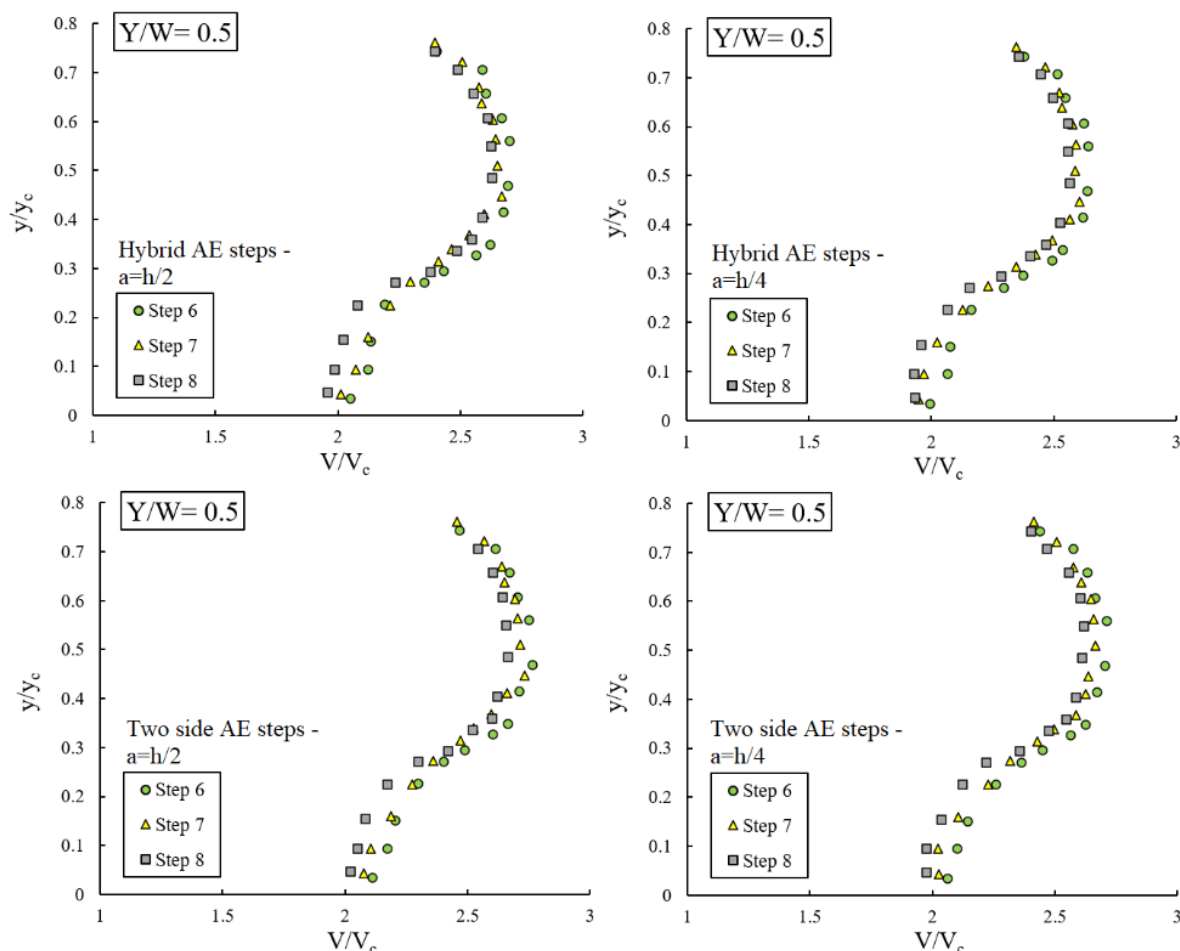 Y/W= 0.5
0.8
0.7
0.6
0.5
0.4
0.3
0.2
0.1
0
y/yc
Hybrid AE steps -
a=h/2
Step 6
Step 7
Step 8
1 1.5 2 2.5 3
V/Vc
Y/W= 0.5
0.8
0.7
0.6
0.5
0.4
0.3
0.2
0.1
0
y/yc
Hybrid AE steps -
a=h/4
Step 6
Step 7
Step 8
1 1.5 2 2.5 3
V/Vc
Y/W= 0.5
0.8
0.7
0.6
0.5
0.4
0.3
0.2
0.1
0
y/yc
Two side AE steps -
a=h/2
Step 6
Step 7
Step 8
1 1.5 2 2.5 3
V/Vc
Y/W= 0.5
0.8
0.7
0.6
0.5
0.4
0.3
0.2
0.1
0
y/yc
Two side AE steps -
a=h/4
Step 6
Step 7
Step 8
1 1.5 2 2.5 3
V/Vc